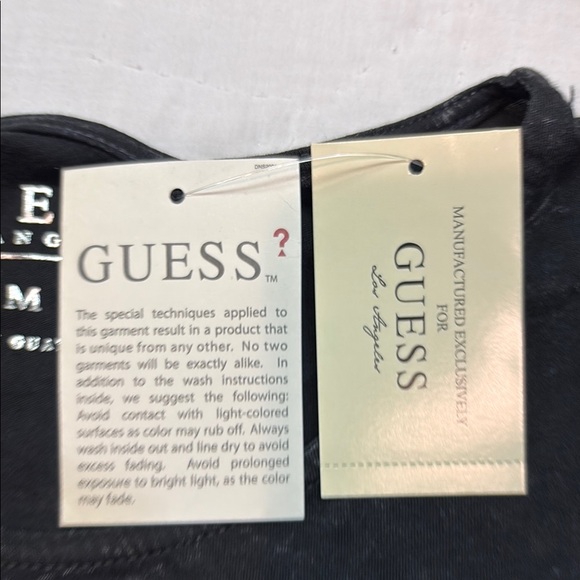 E
ANG
M
GUAT
GUESS?™
The special techniques applied to
this garment result in a product that
is unique from any other. No two
garments will be exactly alike. In
addition to the wash instructions
inside, we suggest the following:
Avoid contact with light-colored
surfaces as color may rub off. Always
wash inside out and line dry to avoid
excess fading. Avoid prolonged
exposure to bright light, as the color
may fade.
MANUFACTURED EXCLUSIVELY
FOR
GUESS
Los Angeles